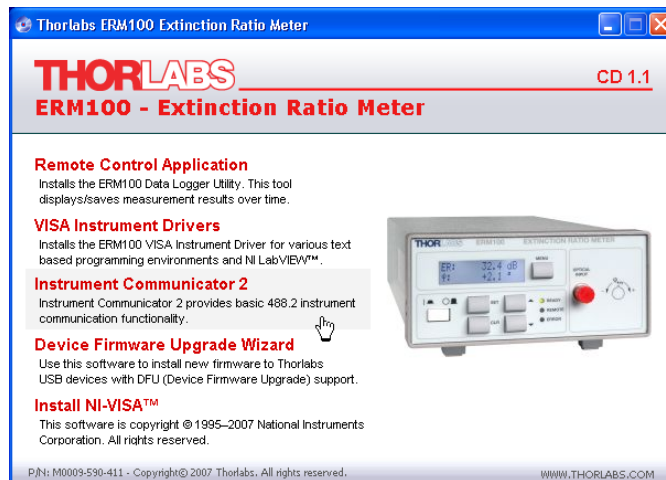 Thorlabs ERM100 Extinction Ratio Meter
THORLABS
CD 1.1
ERM100 - Extinction Ratio Meter
Remote Control Application
Installs the ERM100 Data Logger Utility. This tool
displays/saves measurement results over time.
VISA Instrument Drivers
Installs the ERM100 VISA Instrument Driver for various text
based programming environments and NI LabVIEW™.
Instrument Communicator 2
Instrument Communicator 2 provides basic 488.2 instrument
communication functionality.
Device Firmware Upgrade Wizard
Use this software to install new firmware to Thorlabs
USB devices with DFU (Device Firmware Upgrade) support.
Install NI-VISA™
This software is copyright © 1995–2007 National Instruments
Corporation. All rights reserved.
THORLABS ERM100 EXTINCTION RATIO METER
ER: 32.4 dB
+2.1 °
MENU
OPTICAL
INPUT
SET
CLR
READY
REMOTE
ERROR
P/N: M0009-590-411 - Copyright© 2007 Thorlabs. All rights reserved.
WWW.THORLABS.COM